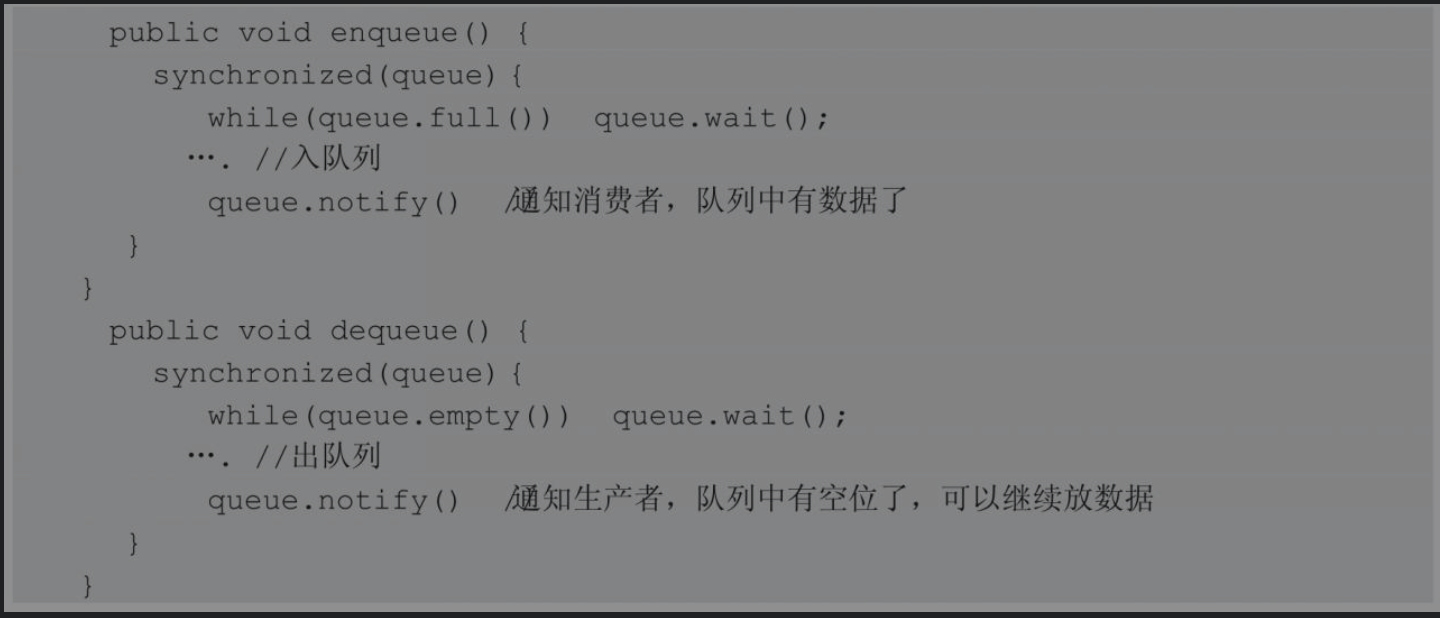 public void enqueue() {
synchronized(queue){
while(queue.full()) queue.wait();
…. //入队列
queue.notify() /通知消费者，队列中有数据了
}
}
public void dequeue() {
synchronized(queue){
while(queue.empty()) queue.wait();
…. //出队列
queue.notify() /通知生产者，队列中有空位了，可以继续放数据
}
}